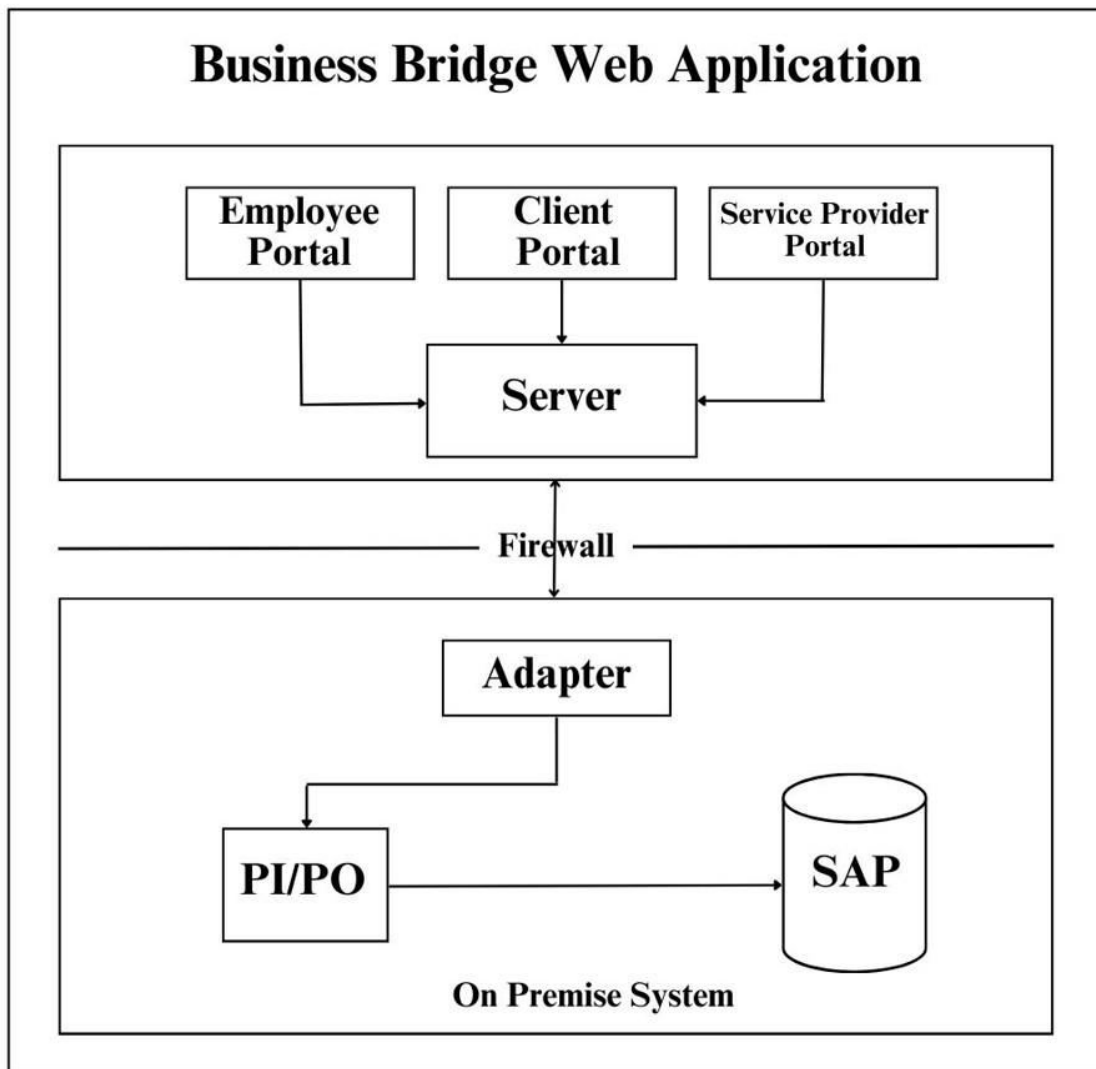 Business Bridge Web Application
Employee
Portal
Client
Portal
Service Provider
Portal
Server
Firewall
Adapter
PI/PO
SAP
On Premise System